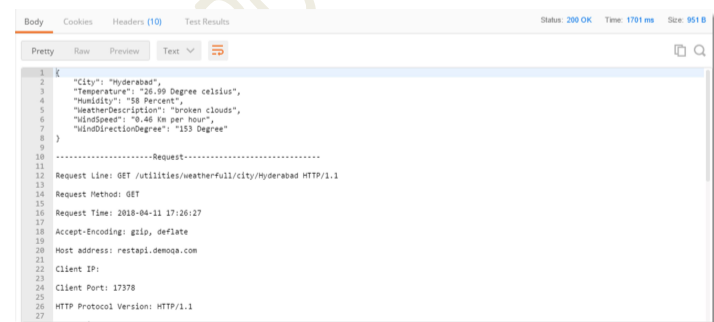 Body Cookies Headers (10) Test Results Status: 200 OK Time: 1701 ms Size: 951 B
Pretty Raw Preview Text
1 {
2 "City": "Hyderabad",
3 "Temperature": "26.99 Degree celsius",
4 "Humidity": "58 Percent",
5 "WeatherDescription": "broken clouds",
6 "WindSpeed": "0.46 Km per hour",
7 "WindDirectionDegree": "153 Degree"
8 }
9
10 ----------------------Request-------------------------------
11
12 Request Line: GET /utilities/weatherfull/city/Hyderabad HTTP/1.1
13
14 Request Method: GET
15
16 Request Time: 2018-04-11 17:26:27
17
18 Accept-Encoding: gzip, deflate
19
20 Host address: restapi.demoqa.com
21
22 Client IP:
23
24 Client Port: 17378
25
26 HTTP Protocol Version: HTTP/1.1
27